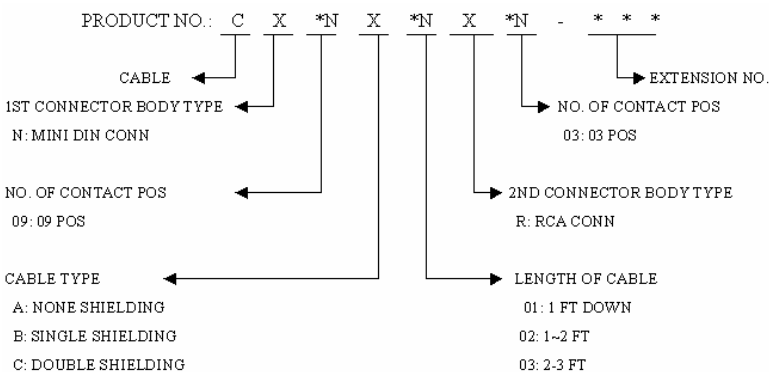 PRODUCT NO.: C X *N X *N X *N - * * *
CABLE
EXTENSION NO.
1ST CONNECTOR BODY TYPE
N: MINI DIN CONN
NO. OF CONTACT POS
03: 03 POS
NO. OF CONTACT POS
09: 09 POS
2ND CONNECTOR BODY TYPE
R: RCA CONN
CABLE TYPE
A: NONE SHIELDING
B: SINGLE SHIELDING
C: DOUBLE SHIELDING
LENGTH OF CABLE
01: 1 FT DOWN
02: 1~2 FT
03: 2-3 FT